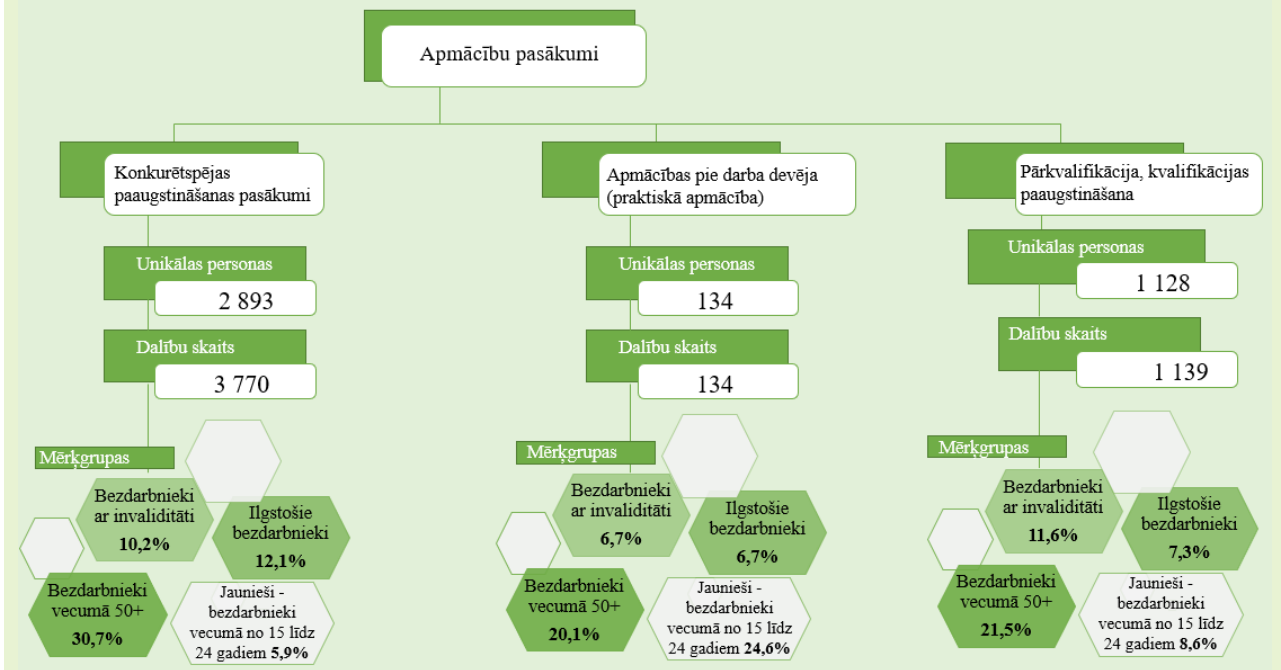 Apmācību pasākumi
Konkurētspējas
paaugstināšanas pasākumi
Unikālas personas
2 893
Dalību skaits
3 770
Mērķgrupas
Bezdarbnieki
ar invaliditāti
10,2%
Ilgstošie
bezdarbnieki
12,1%
Bezdarbnieki
vecumā 50+
30,7%
Jaunieši -
bezdarbnieki
vecumā no 15 līdz
24 gadiem 5,9%
Apmācības pie darba devēja
(praktiskā apmācība)
Unikālas personas
134
Dalību skaits
134
Mērķgrupas
Bezdarbnieki
ar invaliditāti
6,7%
Ilgstošie
bezdarbnieki
6,7%
Bezdarbnieki
vecumā 50+
20,1%
Jaunieši -
bezdarbnieki
vecumā no 15 līdz
24 gadiem 24,6%
Pārkvalifikācija, kvalifikācijas
paaugstināšana
Unikālas personas
1 128
Dalību skaits
1 139
Mērķgrupas
Bezdarbnieki
ar invaliditāti
11,6%
Ilgstošie
bezdarbnieki
7,3%
Bezdarbnieki
vecumā 50+
21,5%
Jaunieši -
bezdarbnieki
vecumā no 15 līdz
24 gadiem 8,6%